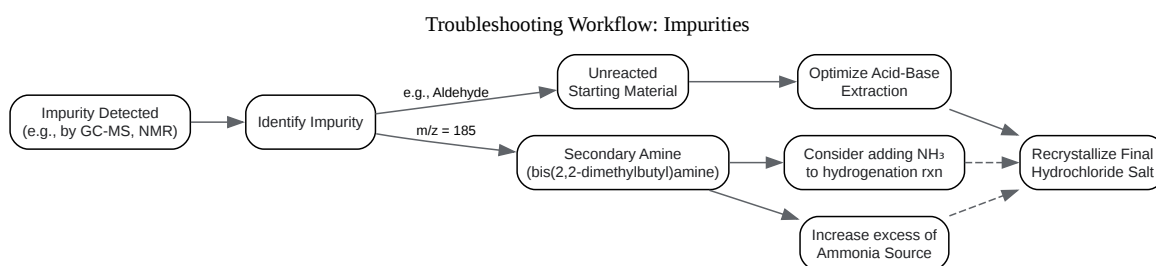 Troubleshooting Workflow: Impurities
Impurity Detected
(e.g., by GC-MS, NMR)
Identify Impurity
e.g., Aldehyde
m/z = 185
Unreacted
Starting Material
Optimize Acid-Base
Extraction
Secondary Amine
(bis(2,2-dimethylbutyl)amine)
Consider adding NH₃
to hydrogenation rxn
Increase excess of
Ammonia Source
Recrystallize Final
Hydrochloride Salt